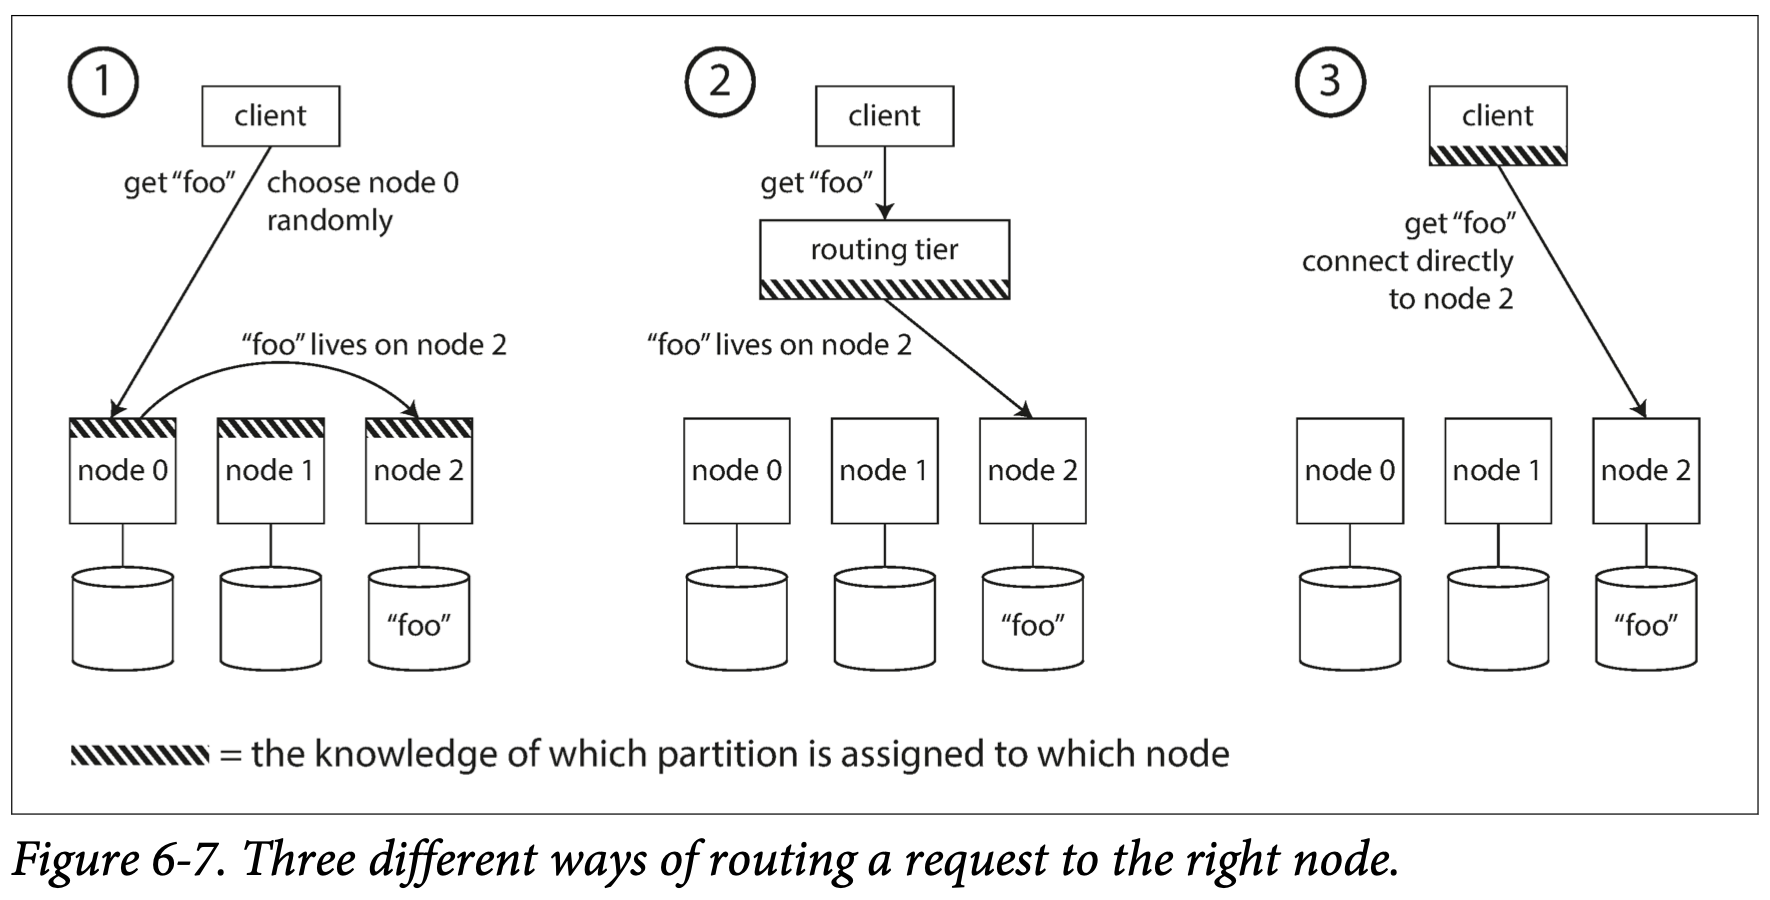 1
client
get “foo”
choose node 0
randomly
“foo” lives on node 2
node 0
node 1
node 2
“foo”
2
client
get “foo”
routing tier
“foo” lives on node 2
node 0
node 1
node 2
“foo”
3
client
get “foo”
connect directly
to node 2
node 0
node 1
node 2
“foo”
= the knowledge of which partition is assigned to which node
Figure 6-7. Three different ways of routing a request to the right node.